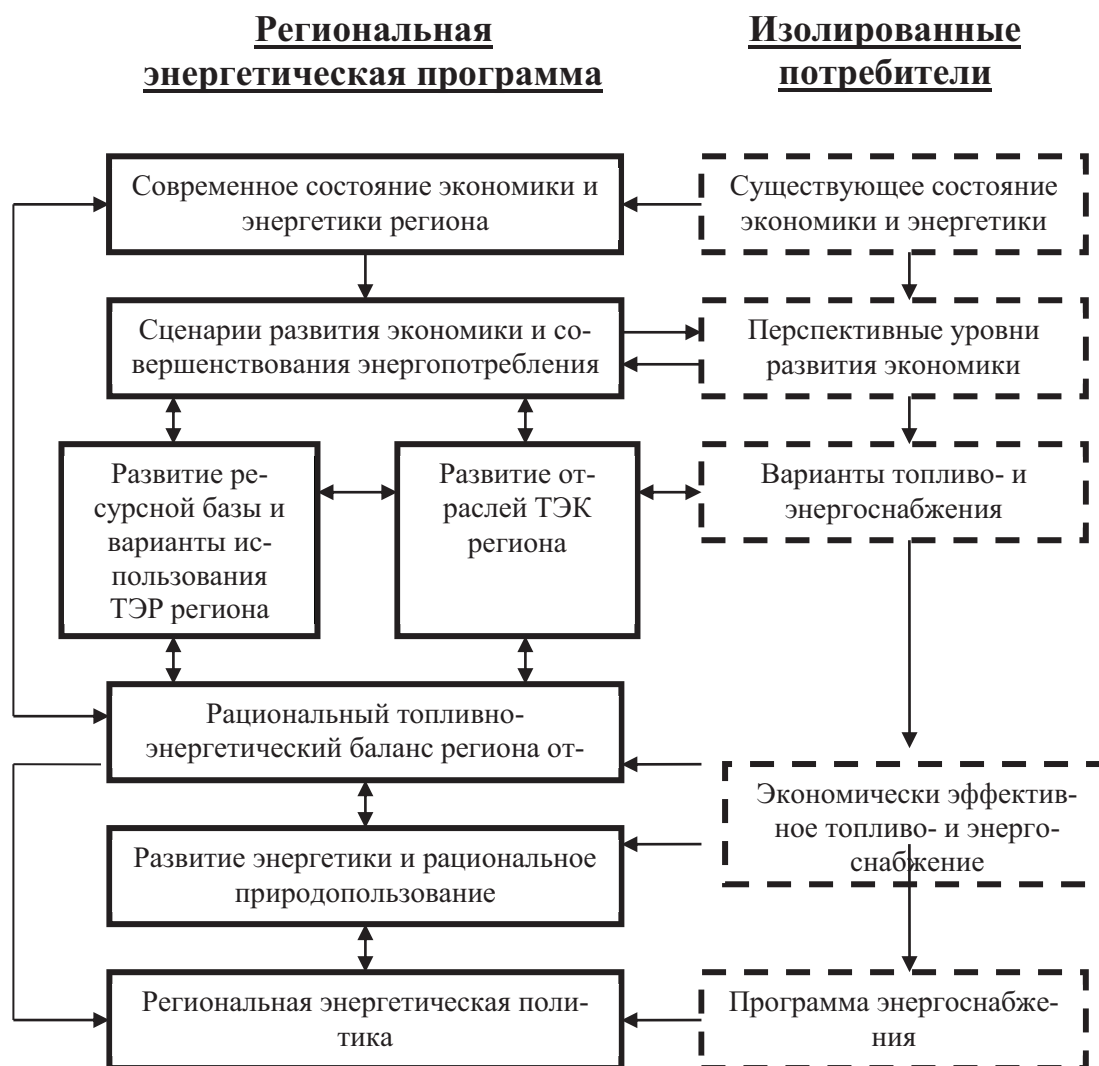 Региональная
энергетическая программа
Изолированные
потребители
Современное состояние экономики и
энергетики региона
Существующее состояние
экономики и энергетики
Сценарии развития экономики и со-
вершенствования энергопотребления
Перспективные уровни
развития экономики
Развитие ре-
сурсной базы и
варианты ис-
пользования
ТЭР региона
Развитие от-
раслей ТЭК
региона
Варианты топливо- и
энергоснабжения
Рациональный топливно-
энергетический баланс региона от-
Экономически эффектив-
ное топливо- и энерго-
снабжение
Развитие энергетики и рациональное
природопользование
Региональная энергетическая поли-
тика
Программа энергоснабже-
ния